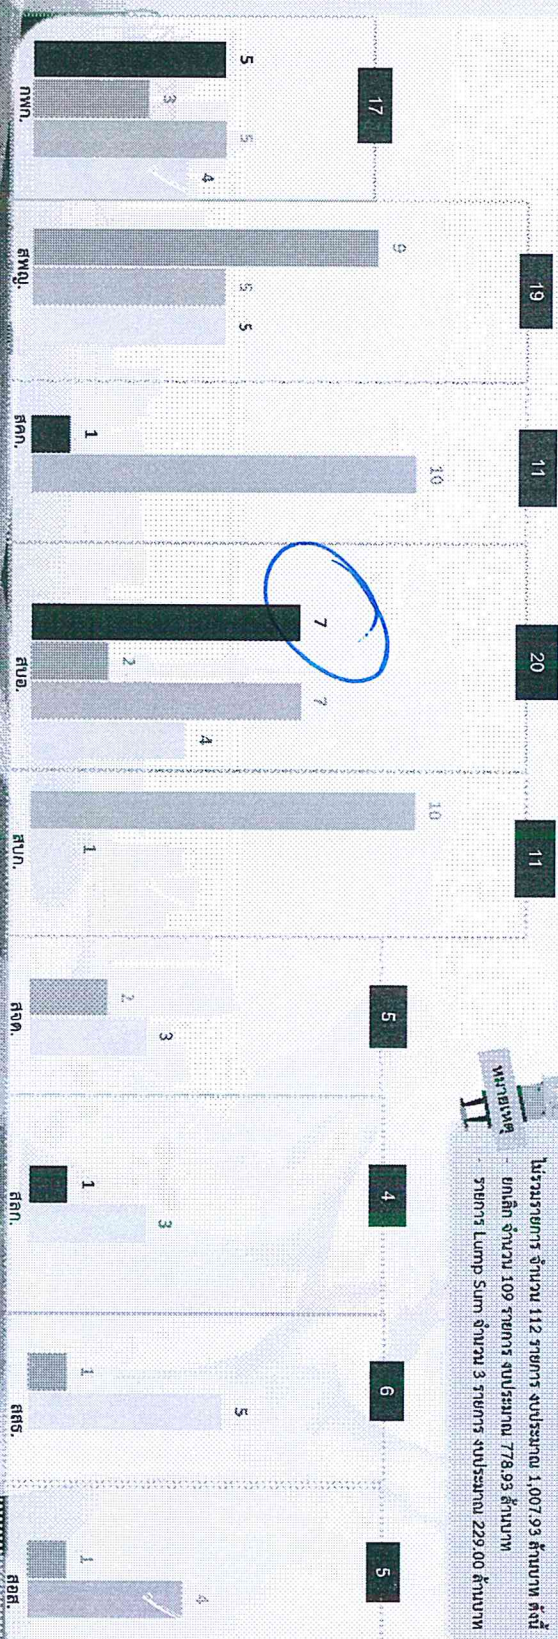 17
19
11
20
11
5
4
6
5
5
3
5
4
9
5
5
1
10
7
2
7
4
10
1
2
3
1
3
1
5
1
4
กพก.
สพญ.
สคก.
สบอ.
สบก.
สจด.
สลก.
สสธ.
สอส.
หมายเหตุ
ไม่รวมรายการ จำนวน 112 รายการ งบประมาณ 1,007.93 ล้านบาท ดังนี้
- ยกเลิก จำนวน 109 รายการ งบประมาณ 778.93 ล้านบาท
- รายการ Lump Sum จำนวน 3 รายการ งบประมาณ 229.00 ล้านบาท